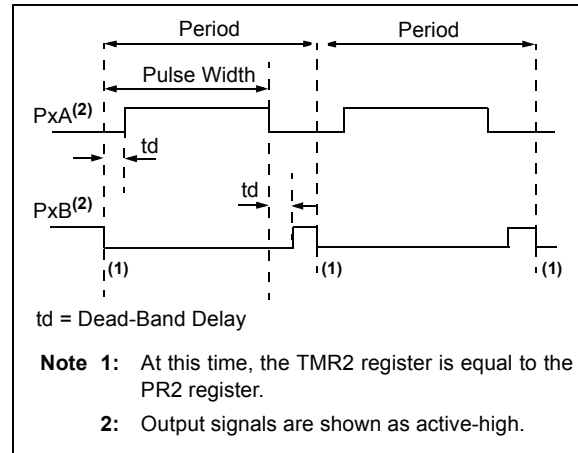 Period Period
Pulse Width
PxA(2)
td
td
PxB(2)
(1) (1) (1)
td = Dead-Band Delay
Note 1: At this time, the TMR2 register is equal to the
PR2 register.
2: Output signals are shown as active-high.